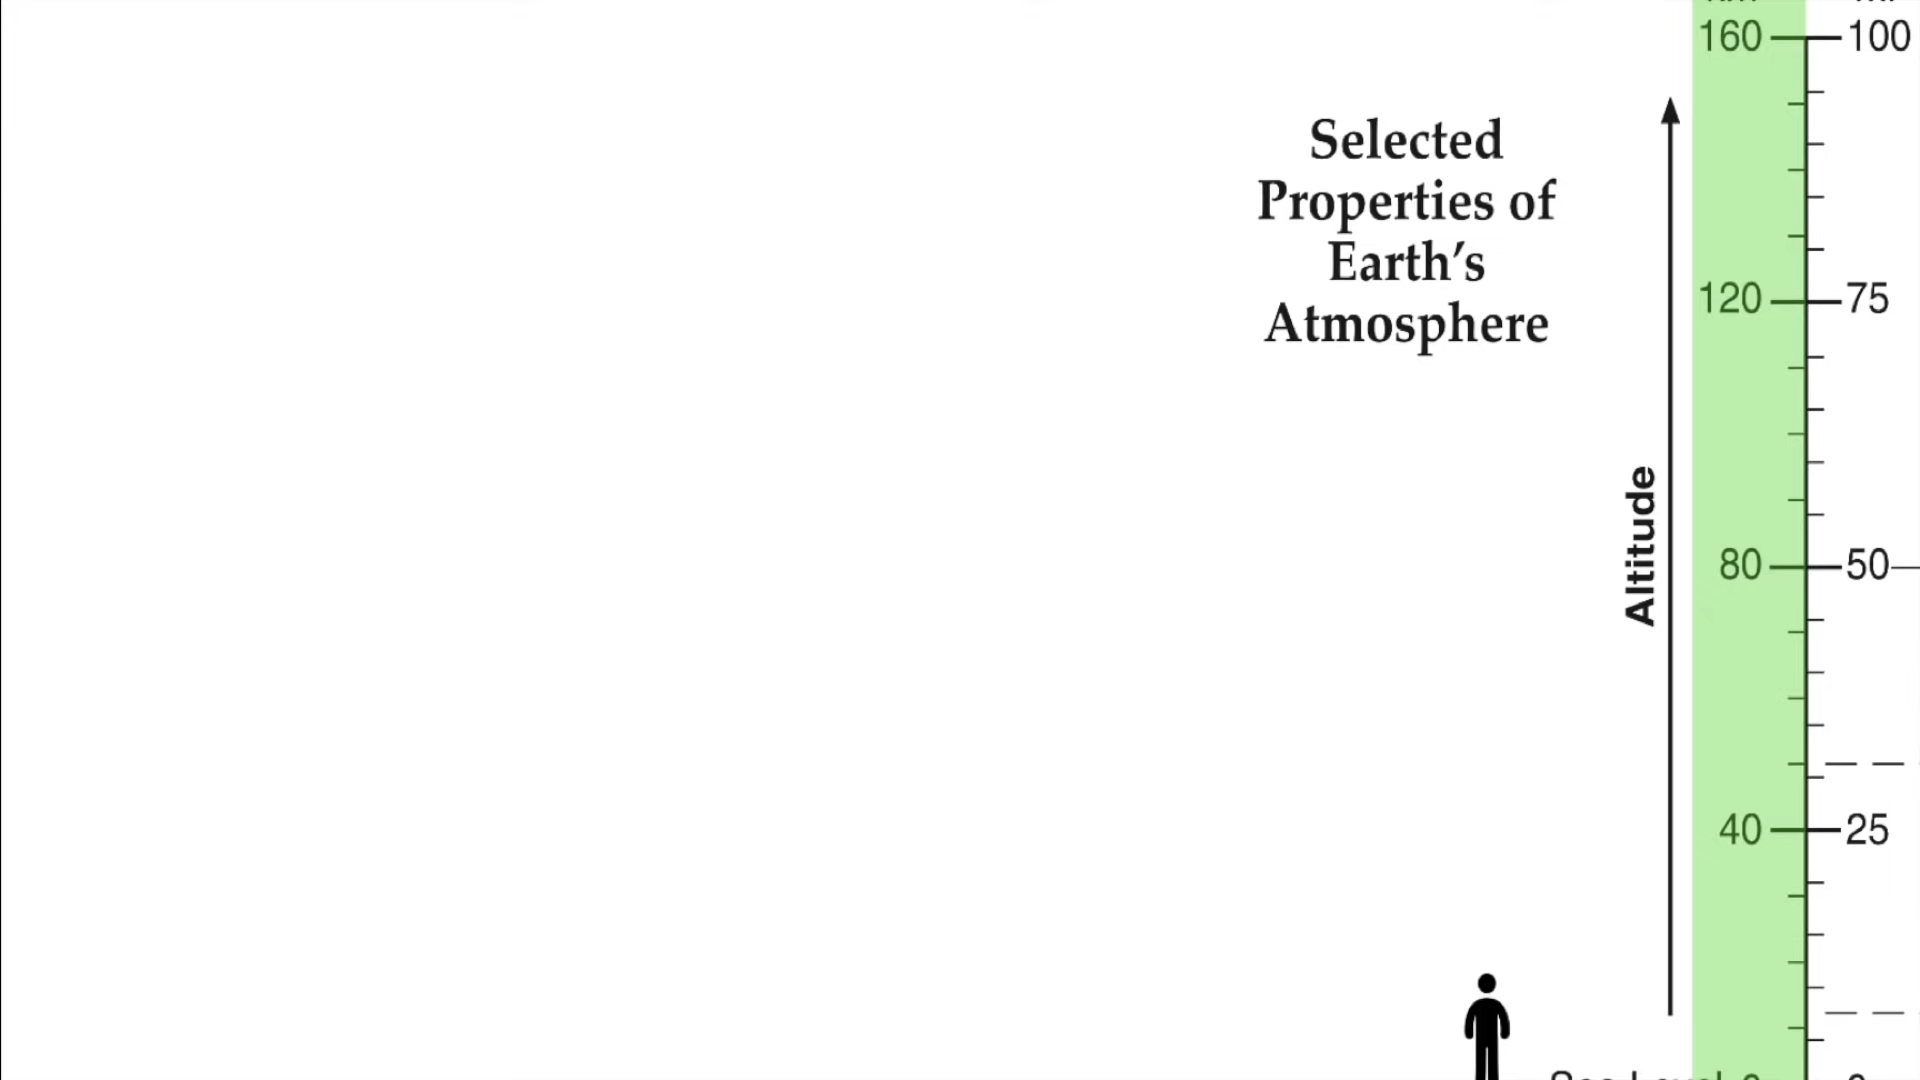 160 100
Selected
Properties of
Earth's
Atmosphere
120 75
Altitude
80 50
40 25